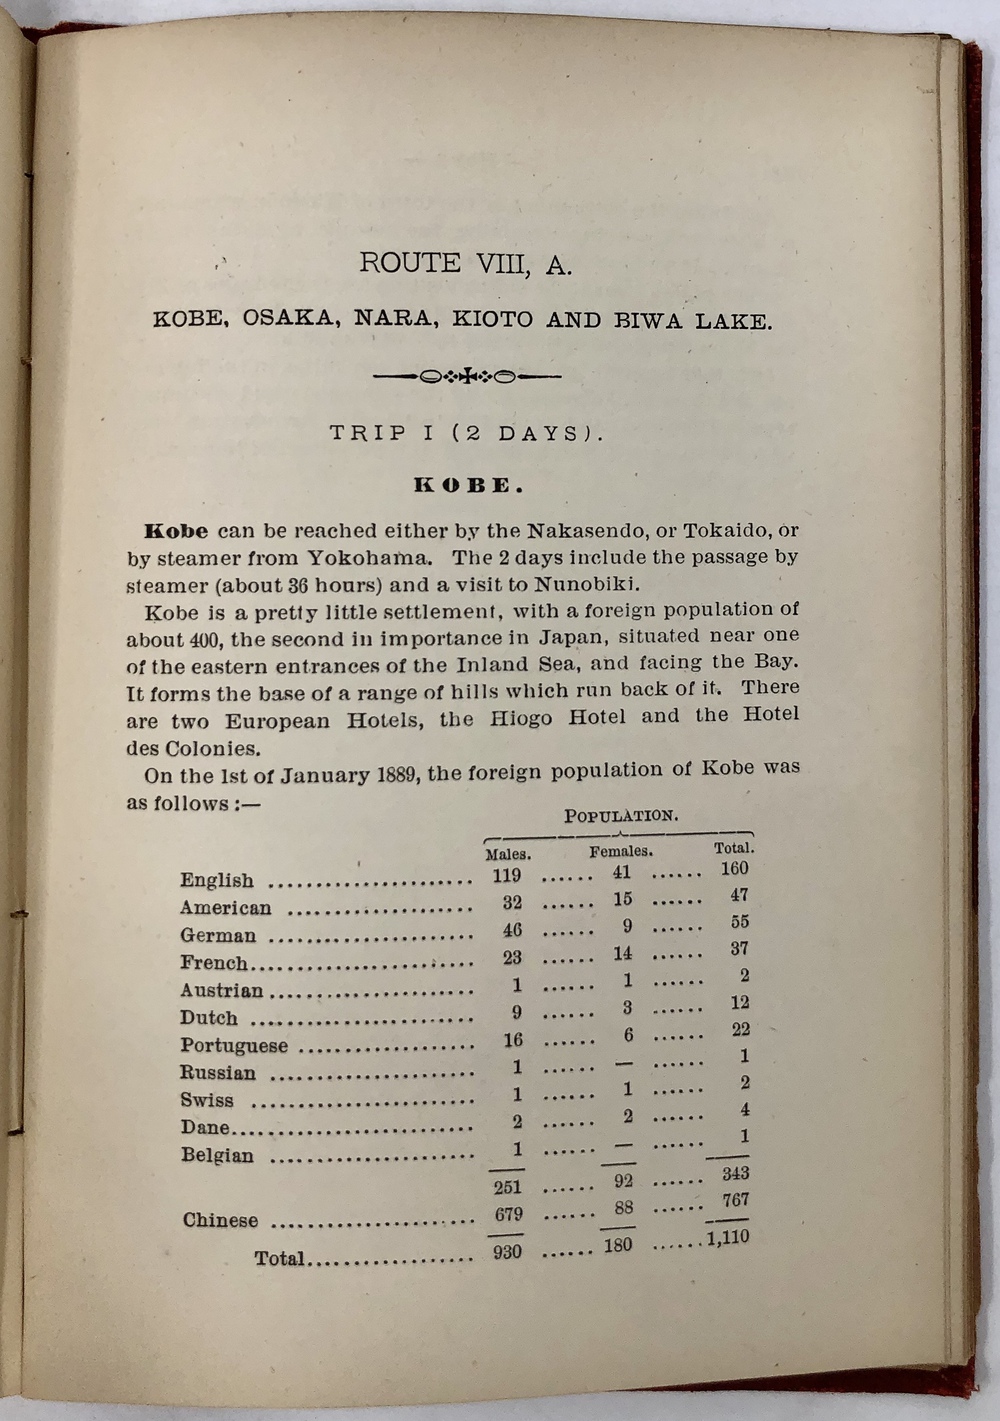 ROUTE VIII, A.
KOBE, OSAKA, NARA, KIOTO AND BIWA LAKE.
TRIP I (2 DAYS).
KOBE.
Kobe can be reached either by the Nakasendo, or Tokaido, or
by steamer from Yokohama. The 2 days include the passage by
steamer (about 36 hours) and a visit to Nunobiki.
Kobe is a pretty little settlement, with a foreign population of
about 400, the second in importance in Japan, situated near one
of the eastern entrances of the Inland Sea, and facing the Bay.
It forms the base of a range of hills which run back of it. There
are two European Hotels, the Hiogo Hotel and the Hotel
des Colonies.
On the 1st of January 1889, the foreign population of Kobe was
as follows :—
POPULATION.
Males. Females. Total.
English ...................... 119 ...... 41 ...... 160
American .................... 32 ...... 15 ...... 47
German ...................... 46 ...... 9 ...... 55
French........................ 23 ...... 14 ...... 37
Austrian...................... 1 ...... 1 ...... 2
Dutch ........................ 9 ...... 3 ...... 12
Portuguese ................... 16 ...... 6 ...... 22
Russian ...................... 1 ...... — ...... 1
Swiss ........................ 1 ...... 1 ...... 2
Dane.......................... 2 ...... 2 ...... 4
Belgian ...................... 1 ...... — ...... 1
251 ...... 92 ...... 343
Chinese ...................... 679 ...... 88 ...... 767
Total.................. 930 ...... 180 ......1,110